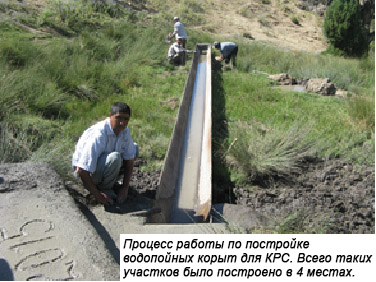 Процесс работы по постройке
водопойных корыт для КРС. Всего таких
участков было построено в 4 местах.